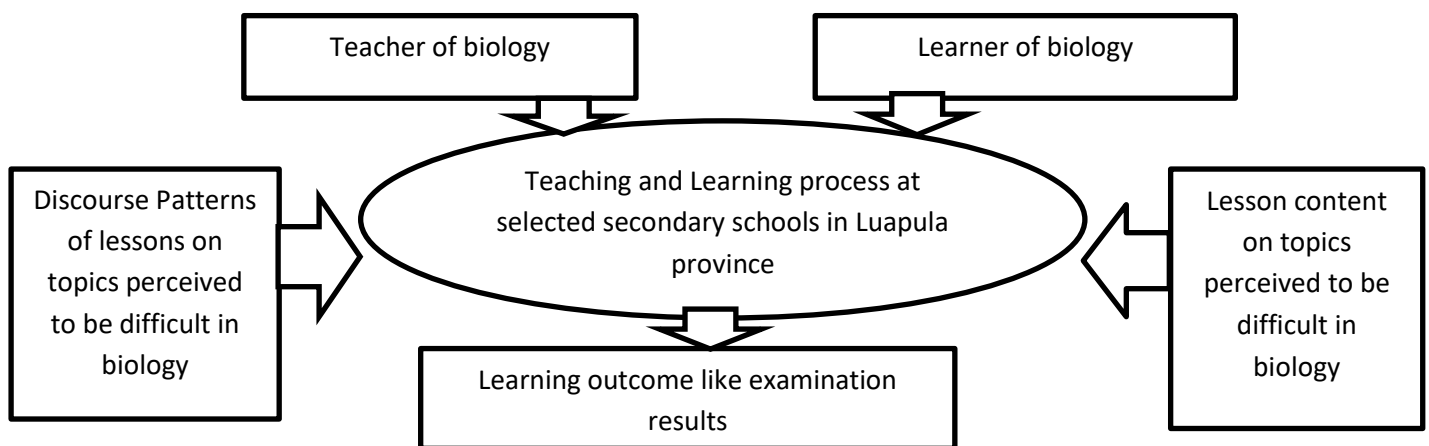 Teacher of biology
Learner of biology
Discourse Patterns
of lessons on
topics perceived
to be difficult in
biology
Teaching and Learning process at
selected secondary schools in Luapula
province
Lesson content
on topics
perceived to be
difficult in
biology
Learning outcome like examination
results